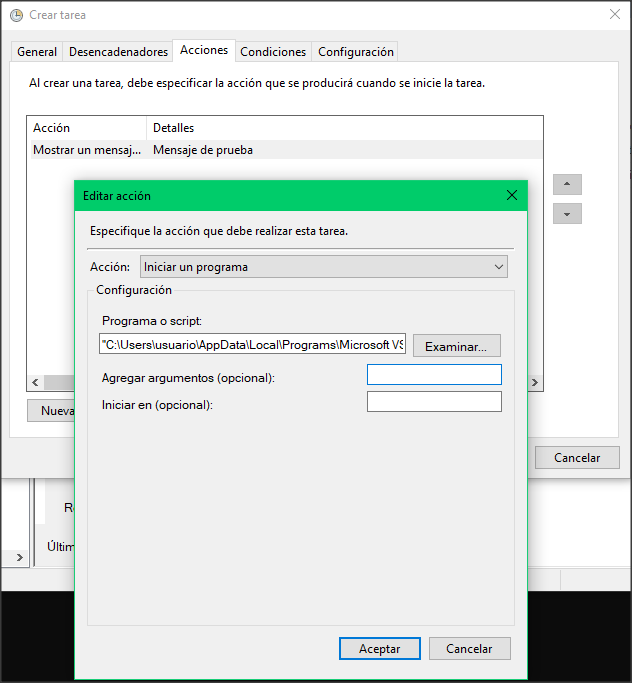 Crear tarea
General Desencadenadores Acciones Condiciones Configuración
Al crear una tarea, debe especificar la acción que se producirá cuando se inicie la tarea.
Acción Detalles
Mostrar un mensaj... Mensaje de prueba
Editar acción
Especifique la acción que debe realizar esta tarea.
Acción: Iniciar un programa
Configuración
Programa o script:
"C:\Users\usuario\AppData\Local\Programs\Microsoft VS
Examinar...
Agregar argumentos (opcional):
Iniciar en (opcional):
Nueva
Cancelar
Últim
Aceptar Cancelar